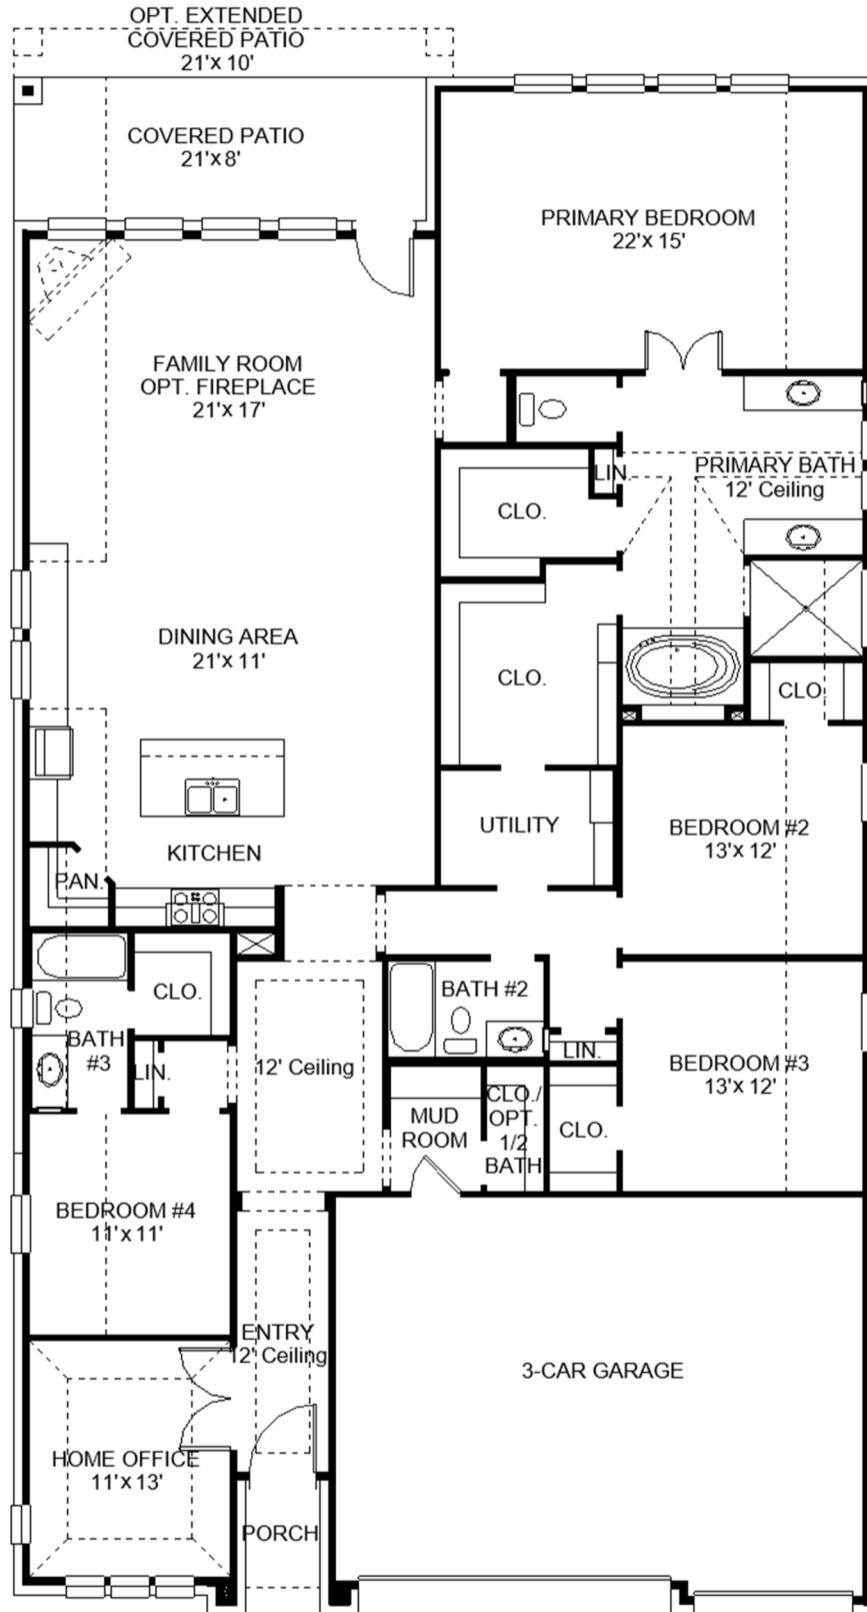 OPT. EXTENDED
COVERED PATIO
21'x 10'
COVERED PATIO
21'x 8'
PRIMARY BEDROOM
22'x 15'
FAMILY ROOM
OPT. FIREPLACE
21'x 17'
LIN.
PRIMARY BATH
12' Ceiling
CLO.
DINING AREA
21'x 11'
CLO.
CLO.
UTILITY
BEDROOM #2
13'x 12'
KITCHEN
PAN.
CLO.
BATH #2
BATH
#3
LIN.
12' Ceiling
LIN.
BEDROOM #3
13'x 12'
MUD
ROOM
CLO./
OPT.
1/2
BATH
CLO.
BEDROOM #4
11'x 11'
ENTRY
12' Ceiling
3-CAR GARAGE
HOME OFFICE
11'x 13'
PORCH